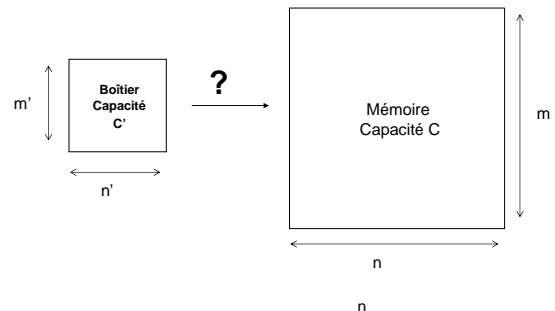 Boîtier
Capacité
C'
m'
n'
?
Mémoire
Capacité C
m
n
n